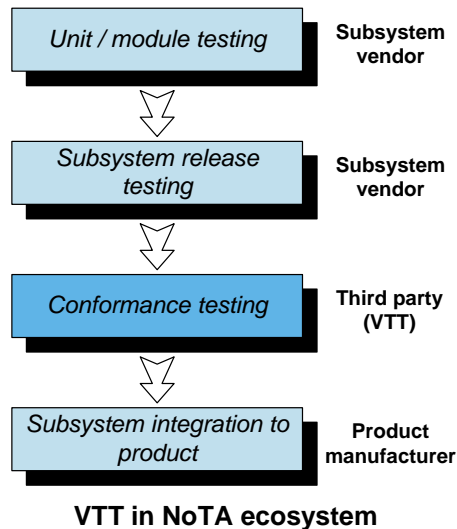 Unit / module testing
Subsystem
vendor
Subsystem release
testing
Subsystem
vendor
Conformance testing
Third party
(VTT)
Subsystem integration to
product
Product
manufacturer
VTT in NoTA ecosystem